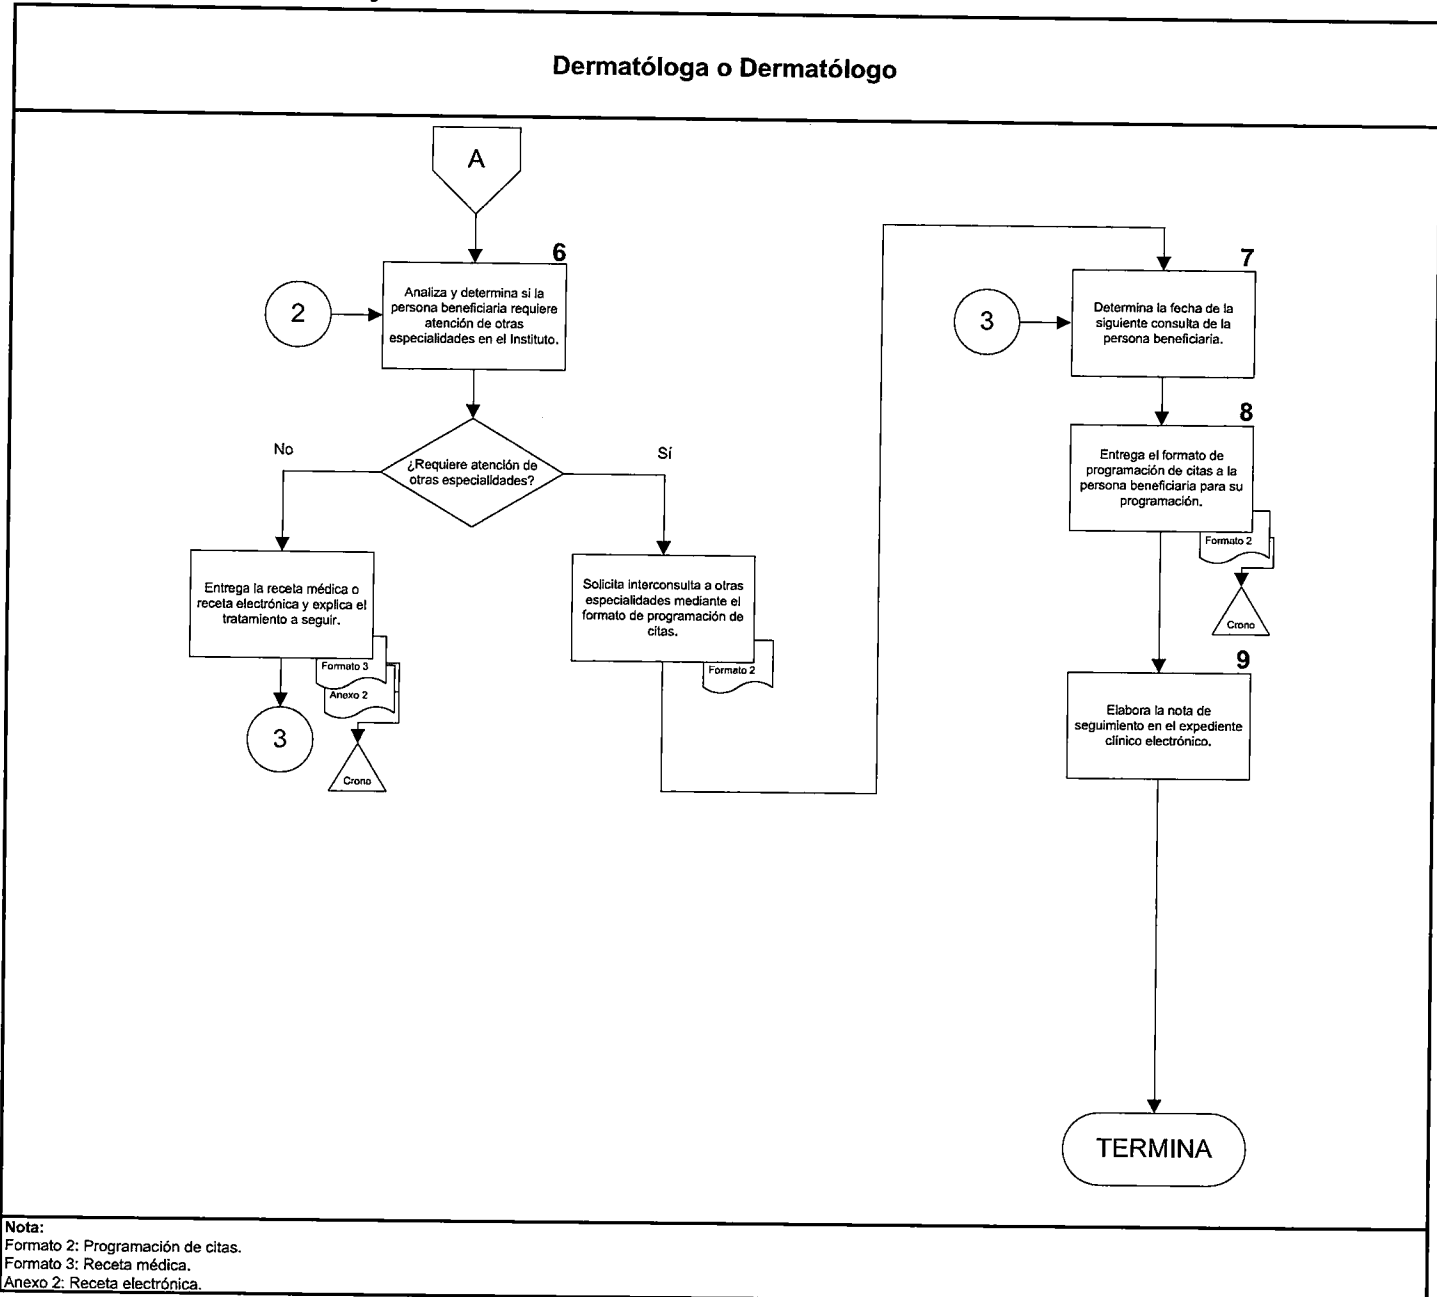 Dermatóloga o Dermatólogo
A
6
2
Analiza y determina si la
persona beneficiaria requiere
atención de otras
especialidades en el Instituto.
No
¿Requiere atención de
otras especialidades?
Sí
Entrega la receta médica o
receta electrónica y explica el
tratamiento a seguir.
Formato 3
Anexo 2
3
Crono
Solicita interconsulta a otras
especialidades mediante el
formato de programación de
citas.
Formato 2
7
3
Determina la fecha de la
siguiente consulta de la
persona beneficiaria.
8
Entrega el formato de
programación de citas a la
persona beneficiaria para su
programación.
Formato 2
Crono
9
Elabora la nota de
seguimiento en el expediente
clínico electrónico.
TERMINA
Nota:
Formato 2: Programación de citas.
Formato 3: Receta médica.
Anexo 2: Receta electrónica.